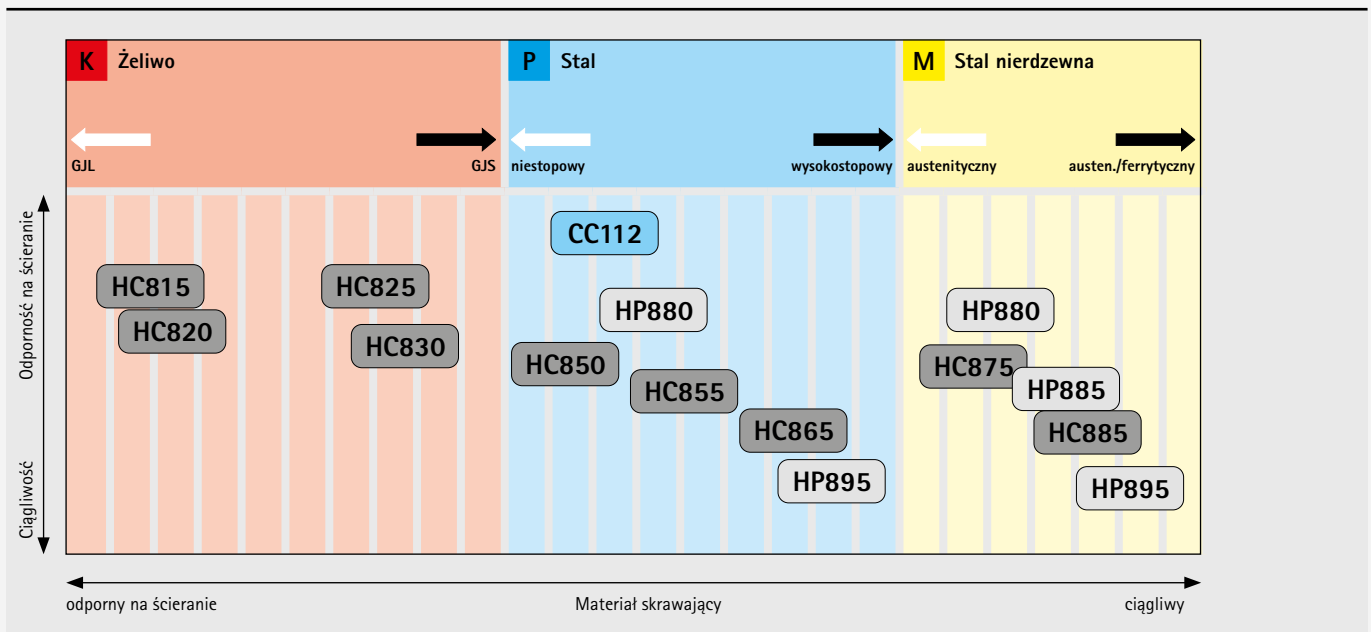 K Żeliwo
GJL
GJS
P Stal
niestopowy
wysokostopowy
M Stal nierdzewna
austenityczny
austen./ferrytyczny
Odporność na ścieranie
Ciągliwość
HC815
HC820
HC825
HC830
CC112
HP880
HC850
HC855
HC865
HP895
HP880
HC875
HP885
HC885
HP895
odporny na ścieranie
Materiał skrawający
ciągliwy